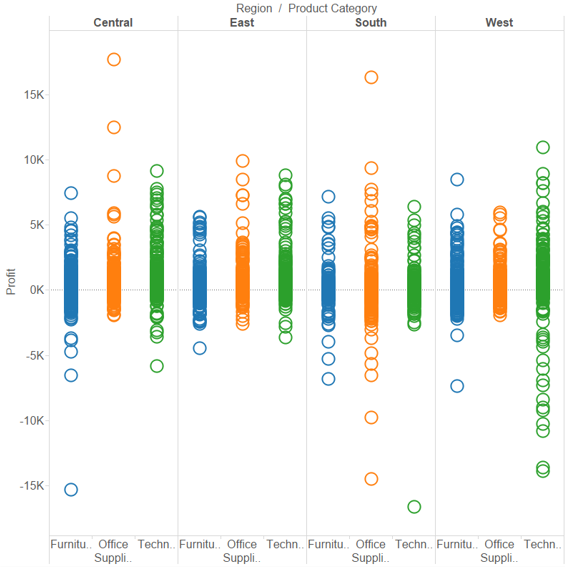 Region / Product Category
Central East South West
15K
10K
5K
0K
-5K
-10K
-15K
Profit
Furnitu.. Office Techn.. Furnitu.. Office Techn.. Furnitu.. Office Techn.. Furnitu.. Office Techn..
Suppli.. Suppli.. Suppli.. Suppli..